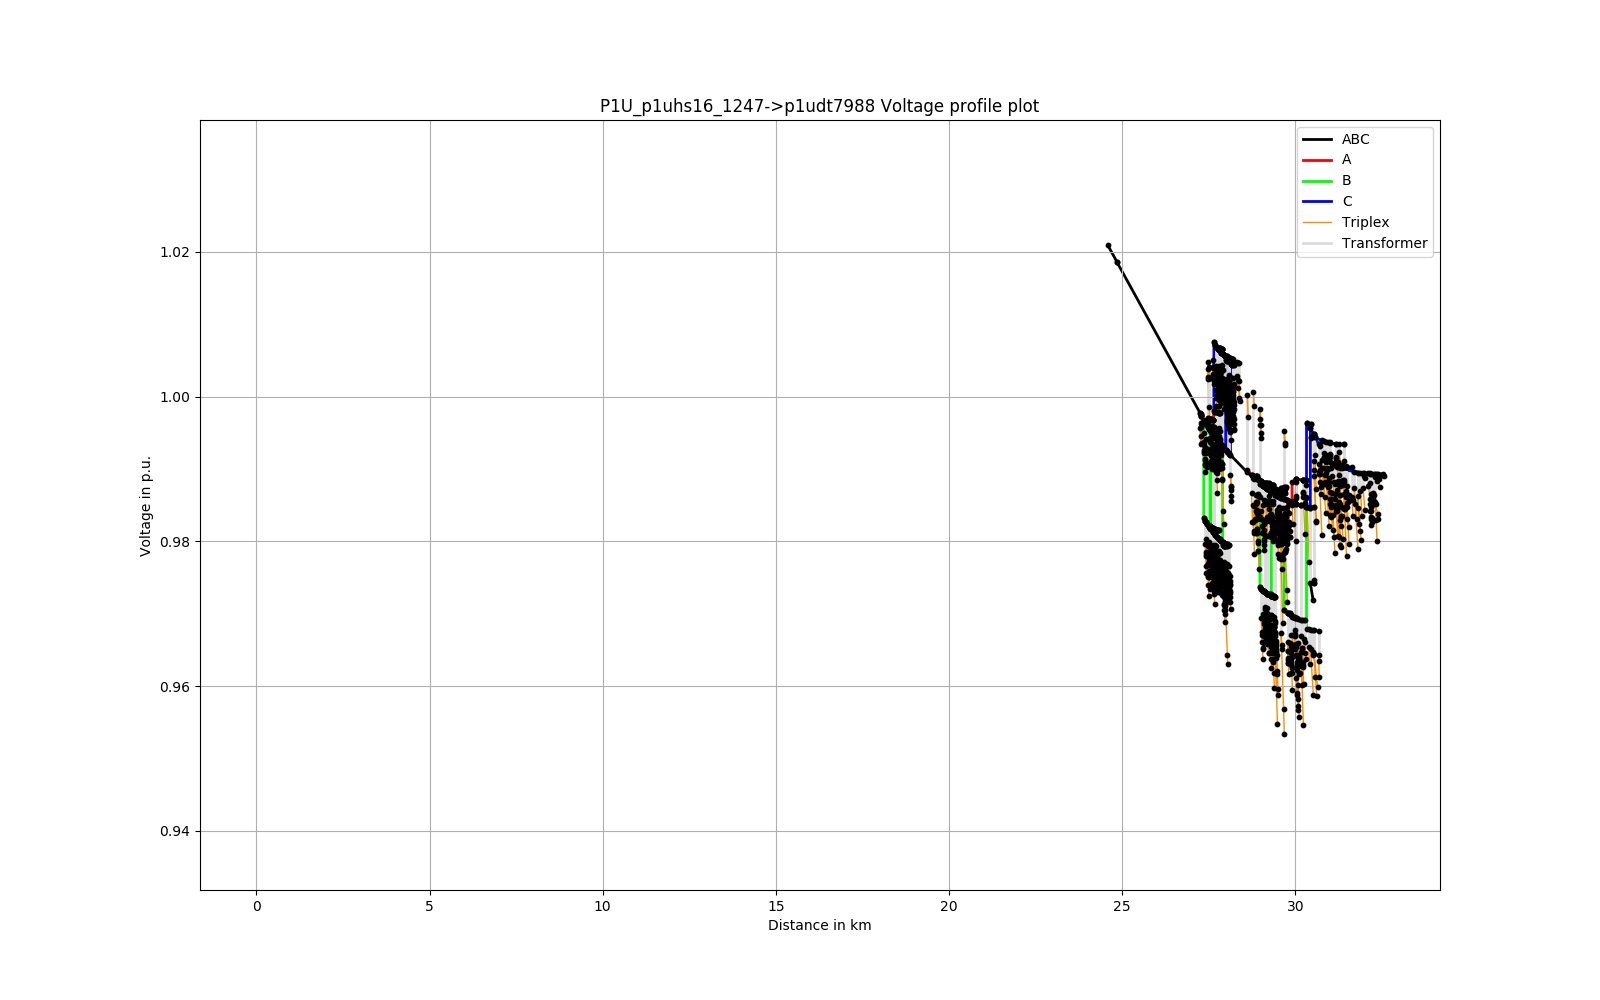 P1U_p1uhs16_1247->p1udt7988 Voltage profile plot
ABC
A
B
C
Triplex
Transformer
1.02
1.00
0.98
0.96
0.94
Voltage in p.u.
0 5 10 15 20 25 30
Distance in km